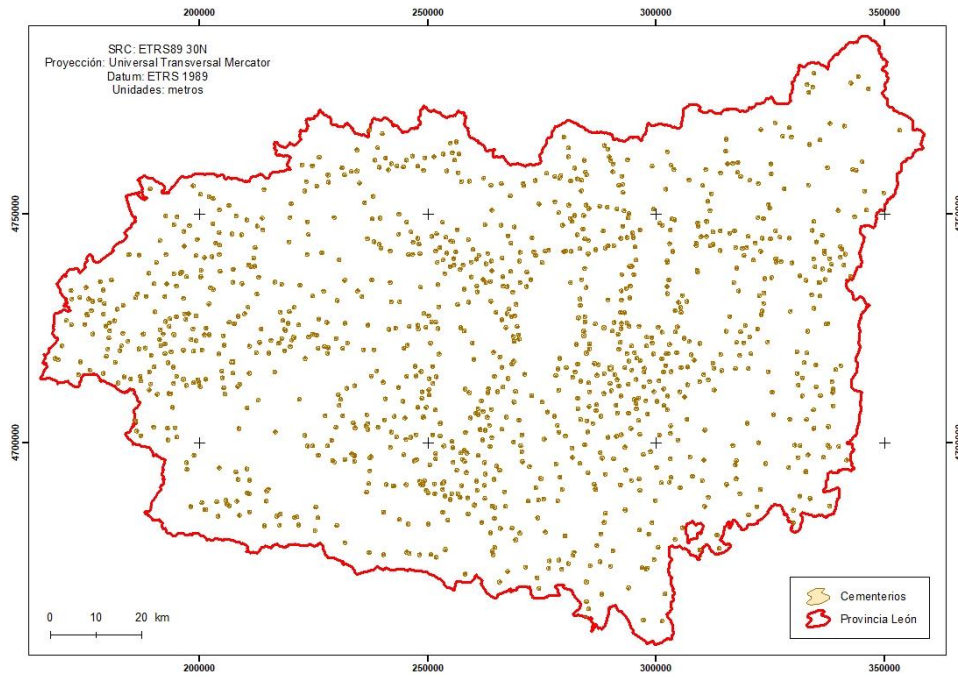 200000 250000 300000 350000
SRC: ETRS89 30N
Proyección: Universal Transversal Mercator
Datum: ETRS 1989
Unidades: metros
4750000 4750000
4700000 4700000
Cementerios
Provincia León
0 10 20 km
200000 250000 300000 350000